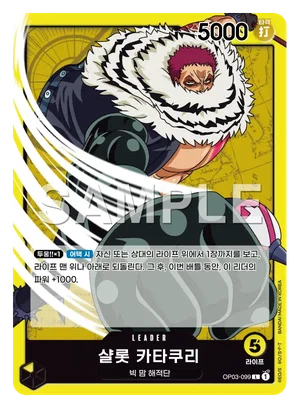 5000
타격
打
SAMPLE
두웅!!×1 어택 시 자신 또는 상대의 라이프 위에서 1장까지를 보고,
라이프 맨 위나 아래로 되돌린다. 그 후, 이번 배틀 동안, 이 리더의
파워 +1000.
LEADER
샬롯 카타쿠리
빅 맘 해적단
5
라이프
OP03-099 L